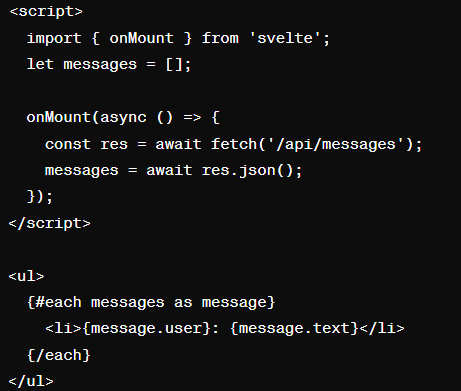 <script>
  import { onMount } from 'svelte';
  let messages = [];

  onMount(async () => {
    const res = await fetch('/api/messages');
    messages = await res.json();
  });
</script>

<ul>
  {#each messages as message}
    <li>{message.user}: {message.text}</li>
  {/each}
</ul>